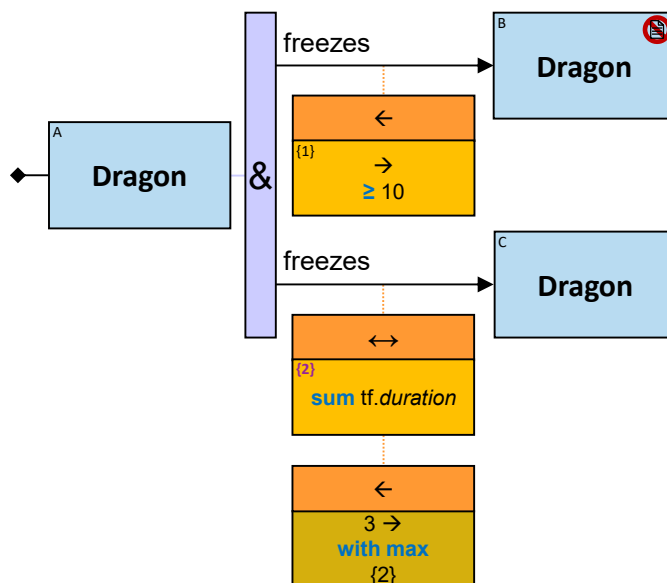 freezes
B
Dragon
←
{1}
→
≥ 10
A
Dragon
&
freezes
C
Dragon
↔
{2}
sum tf.duration
←
3 →
with max
{2}